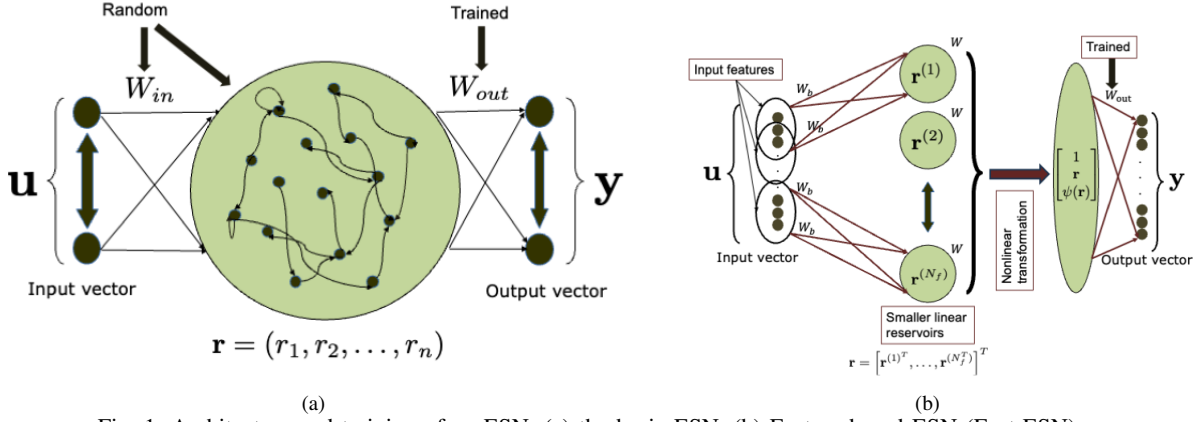 Random
Trained
W_in
W_out
u
y
Input vector
Output vector
r = (r_1, r_2, . . . , r_n)
(a)
Input features
u
Input vector
W_b
W_b
W_b
W_b
r^(1)
W
r^(2)
W
r^(N_f)
W
Smaller linear
reservoirs
r = [r^(1)^T, . . . , r^(N_f^T)]^T
Nonlinear
transformation
1
r
ψ(r)
Trained
W_out
y
Output vector
(b)